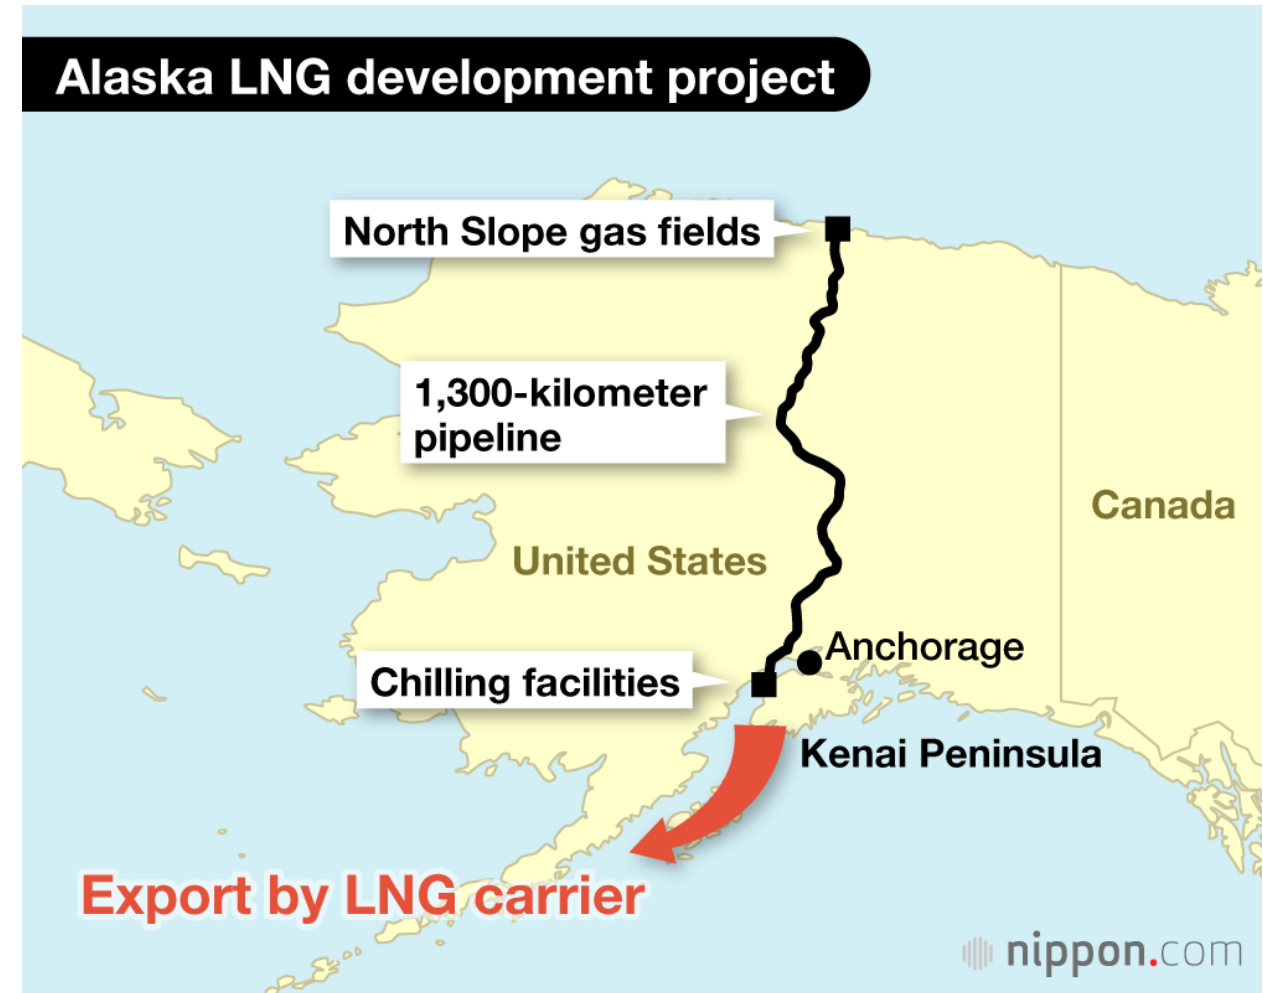 Alaska LNG development project
North Slope gas fields
1,300-kilometer
pipeline
Canada
United States
Anchorage
Chilling facilities
Kenai Peninsula
Export by LNG carrier
nippon.com